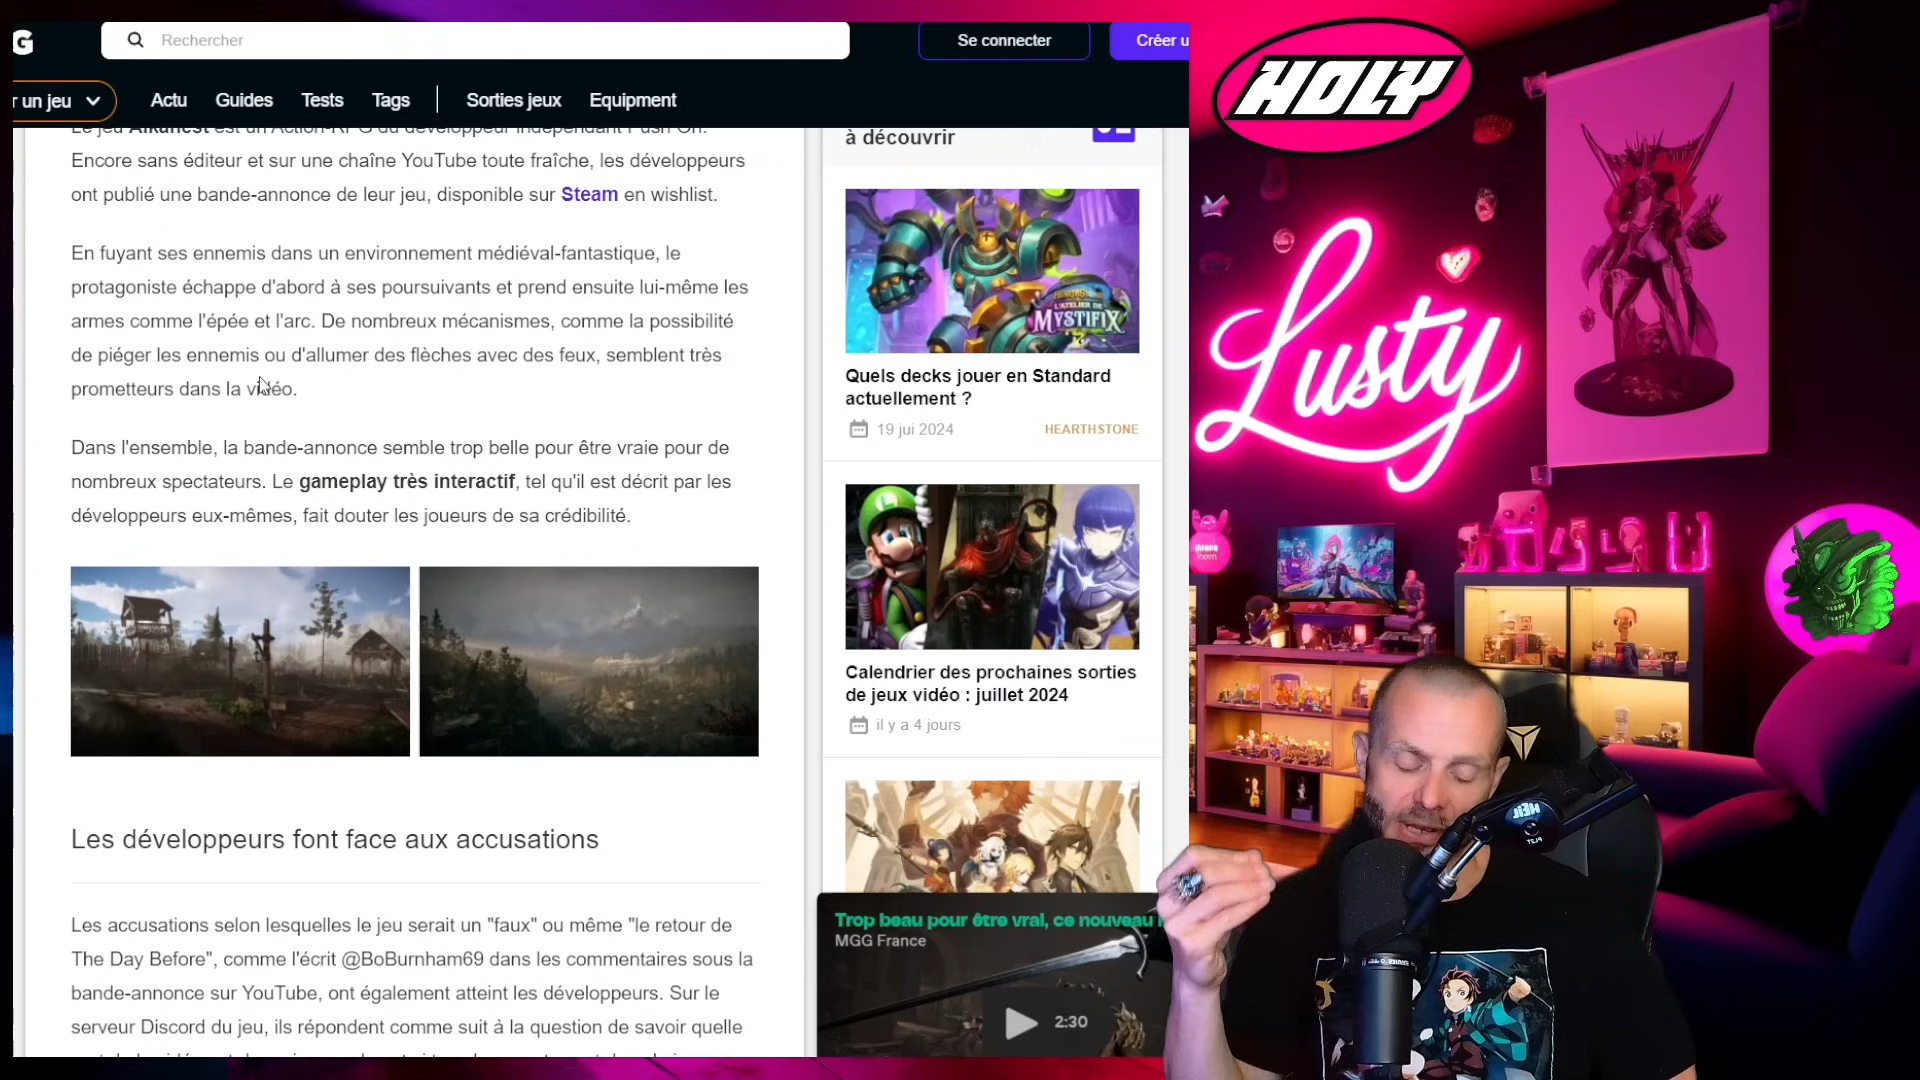 G
Rechercher
Se connecter
Créer u
r un jeu
Actu
Guides
Tests
Tags
Sorties jeux
Equipment
Le jeu Alkahest est un Action-RPG du développeur indépendant Push On.
Encore sans éditeur et sur une chaîne YouTube toute fraîche, les développeurs
ont publié une bande-annonce de leur jeu, disponible sur Steam en wishlist.
En fuyant ses ennemis dans un environnement médiéval-fantastique, le
protagoniste échappe d'abord à ses poursuivants et prend ensuite lui-même les
armes comme l'épée et l'arc. De nombreux mécanismes, comme la possibilité
de piéger les ennemis ou d'allumer des flèches avec des feux, semblent très
prometteurs dans la vidéo.
Dans l'ensemble, la bande-annonce semble trop belle pour être vraie pour de
nombreux spectateurs. Le gameplay très interactif, tel qu'il est décrit par les
développeurs eux-mêmes, fait douter les joueurs de sa crédibilité.
Les développeurs font face aux accusations
Les accusations selon lesquelles le jeu serait un "faux" ou même "le retour de
The Day Before", comme l'écrit @BoBurnham69 dans les commentaires sous la
bande-annonce sur YouTube, ont également atteint les développeurs. Sur le
serveur Discord du jeu, ils répondent comme suit à la question de savoir quelle
à découvrir
L'ATELIER DE
MYSTIFIX
Quels decks jouer en Standard
actuellement ?
19 jui 2024
HEARTHSTONE
Calendrier des prochaines sorties
de jeux vidéo : juillet 2024
il y a 4 jours
Trop beau pour être vrai, ce nouveau
MGG France
2:30
HOLY
Lusty